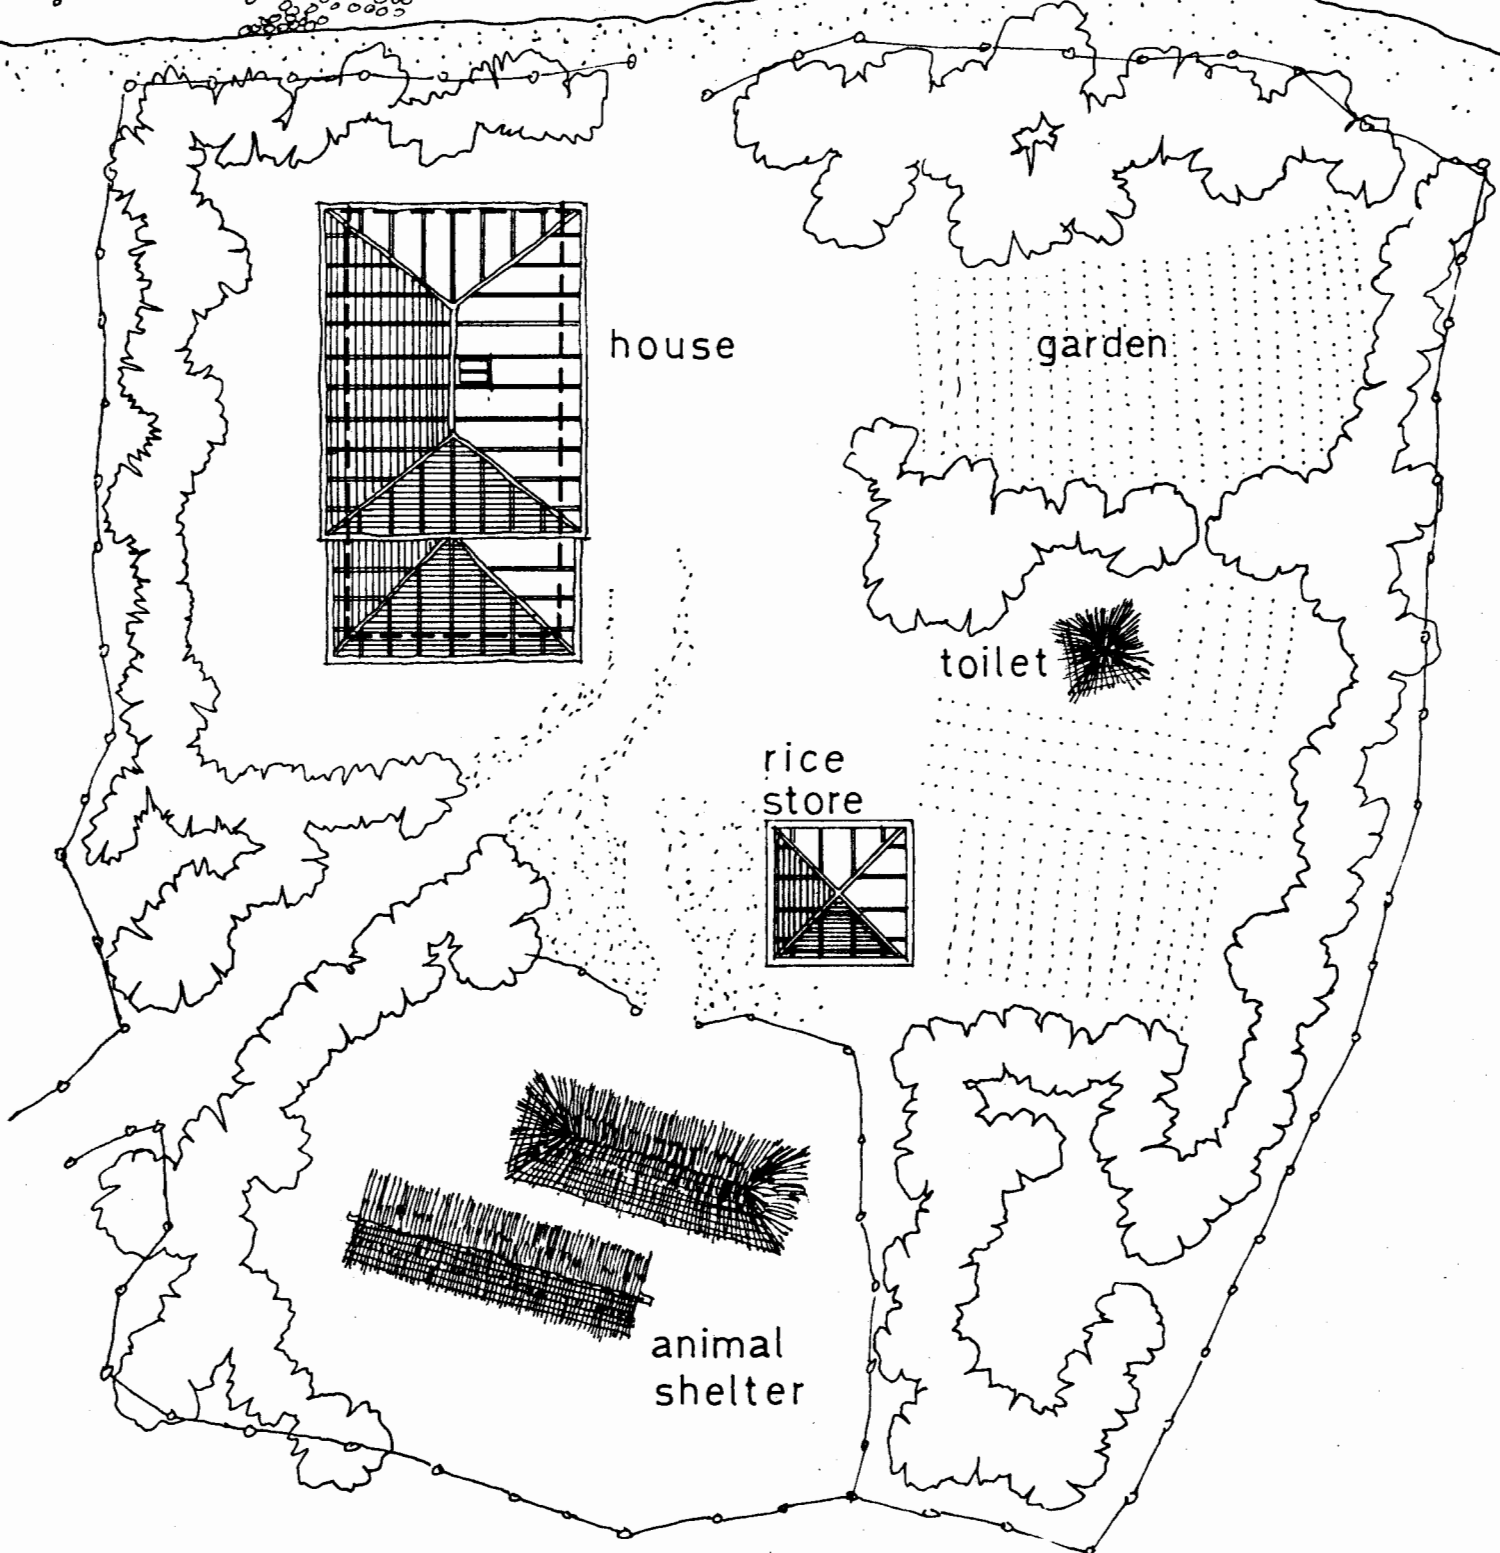 house
garden
toilet
rice
store
animal
shelter